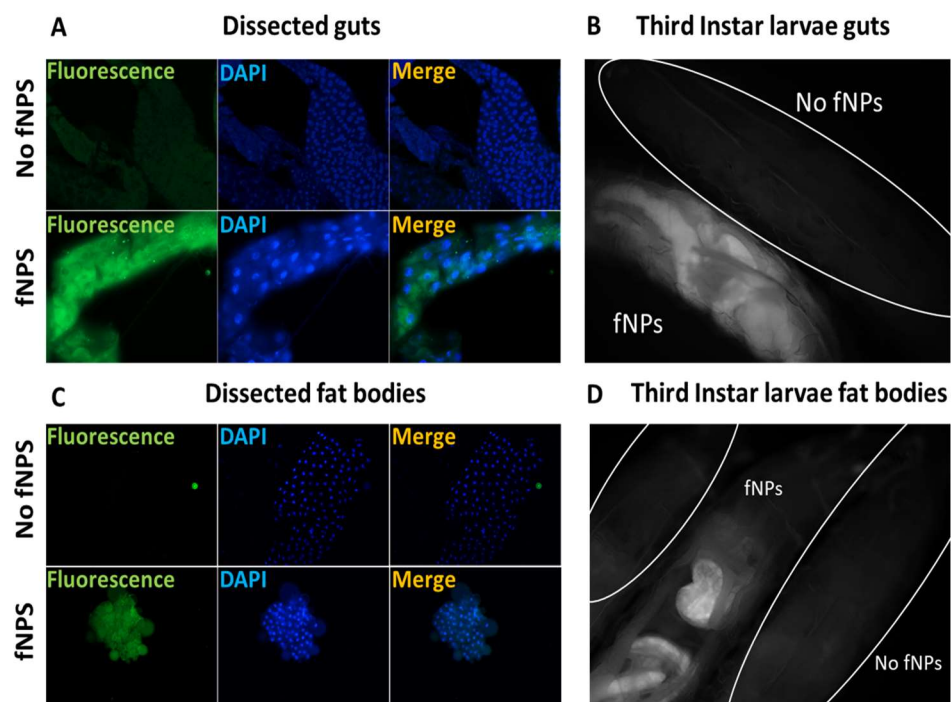 A Dissected guts
No fNPS
Fluorescence DAPI Merge
fNPS
Fluorescence DAPI Merge
B Third Instar larvae guts
No fNPs
fNPs
C Dissected fat bodies
No fNPS
Fluorescence DAPI Merge
fNPS
Fluorescence DAPI Merge
D Third Instar larvae fat bodies
fNPs
No fNPs